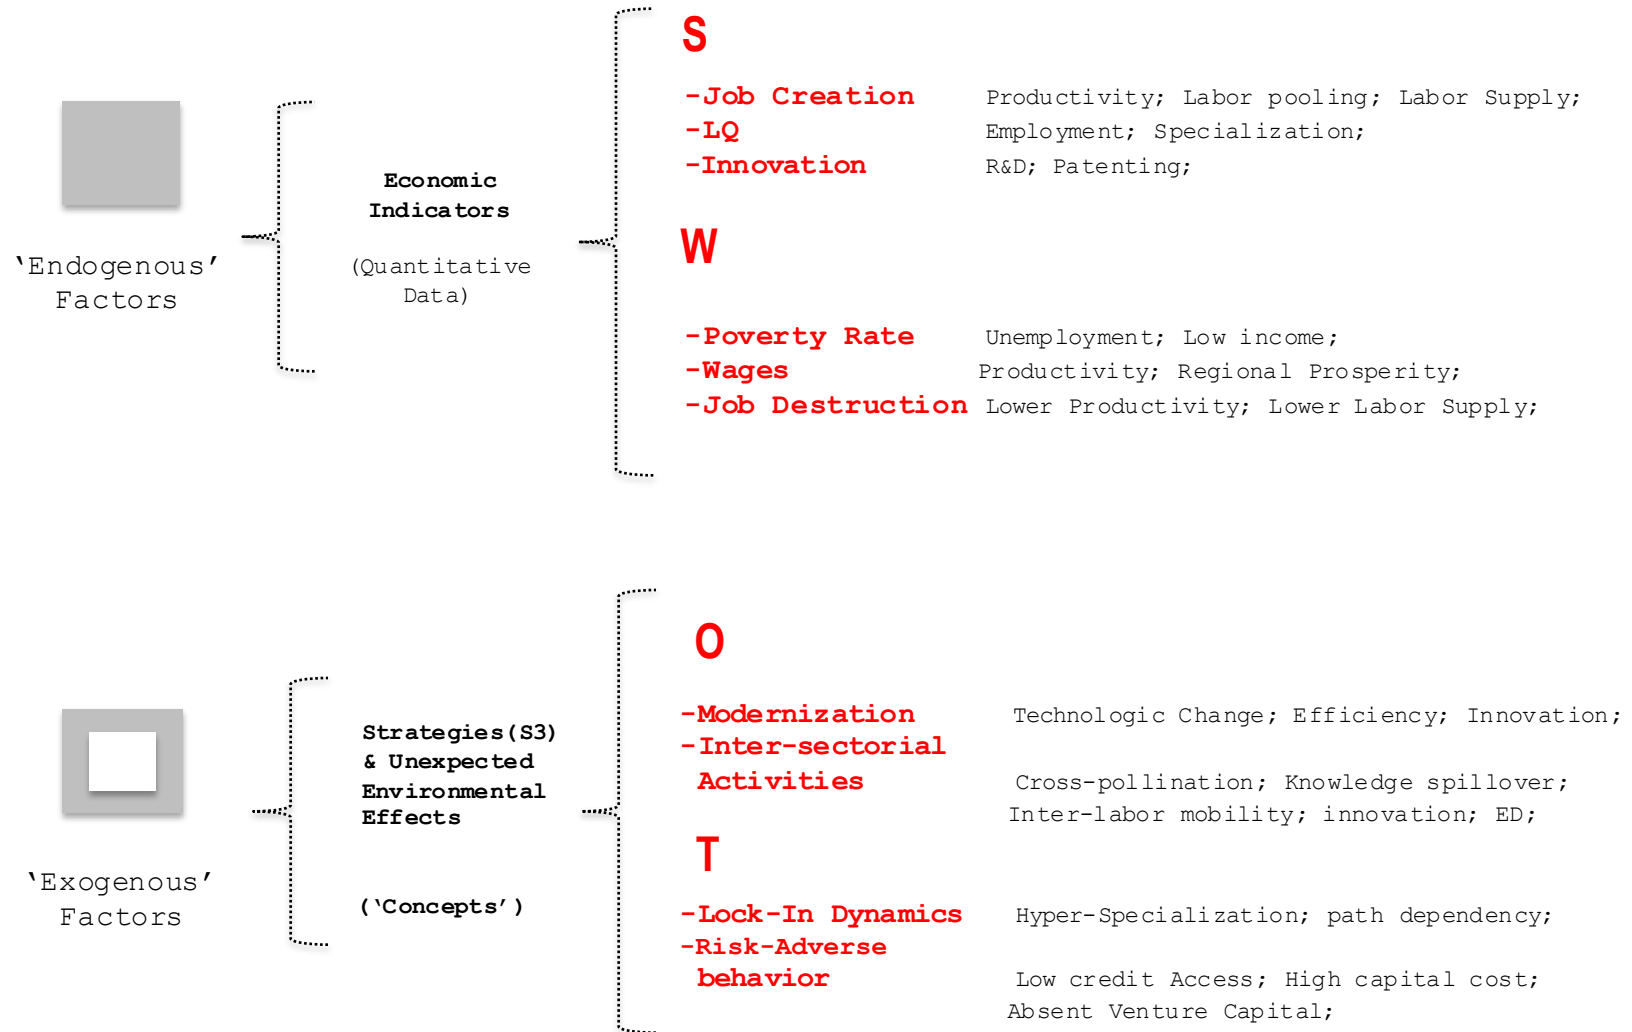 S
-Job Creation Productivity; Labor pooling; Labor Supply;
-LQ Employment; Specialization;
-Innovation R&D; Patenting;
Economic
Indicators
(Quantitative
Data)
‘Endogenous’
Factors
W
-Poverty Rate Unemployment; Low income;
-Wages Productivity; Regional Prosperity;
-Job Destruction Lower Productivity; Lower Labor Supply;
O
-Modernization Technologic Change; Efficiency; Innovation;
-Inter-sectorial
Activities Cross-pollination; Knowledge spillover;
Inter-labor mobility; innovation; ED;
Strategies(S3)
& Unexpected
Environmental
Effects
(‘Concepts’)
‘Exogenous’
Factors
T
-Lock-In Dynamics Hyper-Specialization; path dependency;
-Risk-Adverse
behavior Low credit Access; High capital cost;
Absent Venture Capital;